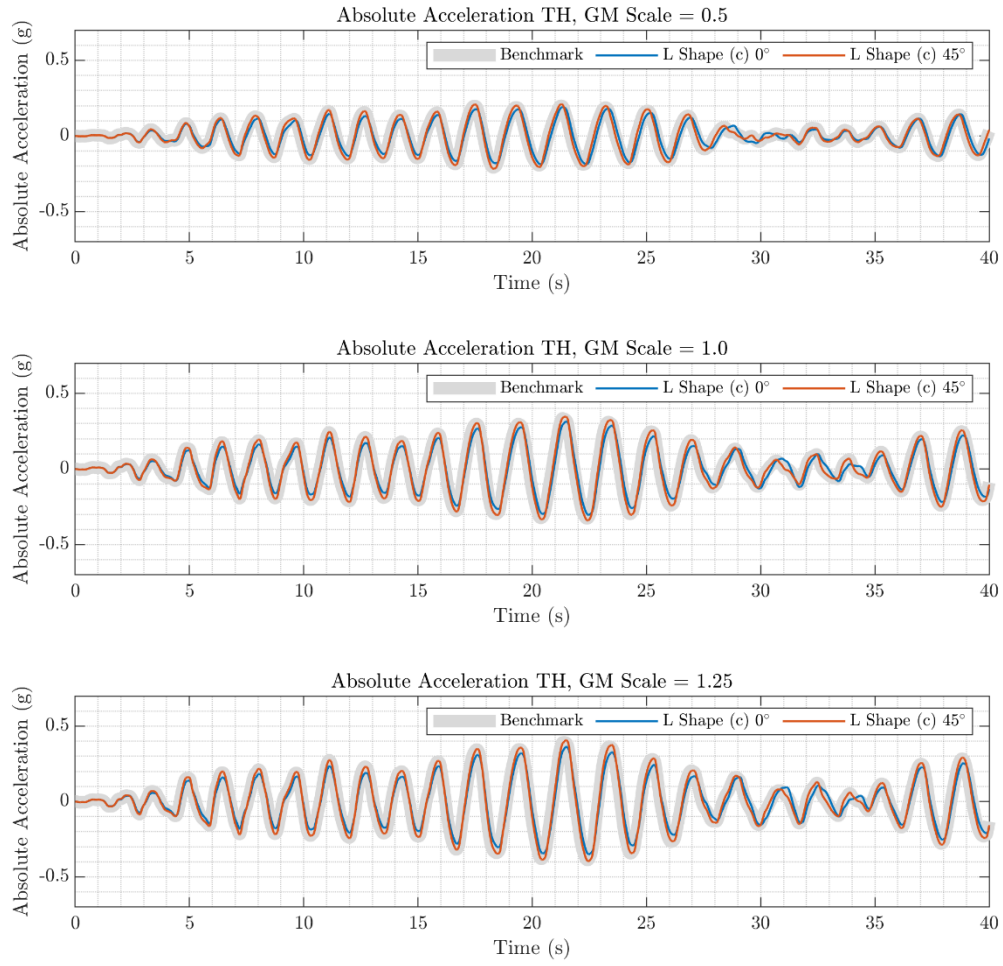 Absolute Acceleration TH, GM Scale = 0.5
Absolute Acceleration (g)
0.5
0
-0.5
Benchmark L Shape (c) 0° L Shape (c) 45°
0 5 10 15 20 25 30 35 40
Time (s)
Absolute Acceleration TH, GM Scale = 1.0
Absolute Acceleration (g)
0.5
0
-0.5
Benchmark L Shape (c) 0° L Shape (c) 45°
0 5 10 15 20 25 30 35 40
Time (s)
Absolute Acceleration TH, GM Scale = 1.25
Absolute Acceleration (g)
0.5
0
-0.5
Benchmark L Shape (c) 0° L Shape (c) 45°
0 5 10 15 20 25 30 35 40
Time (s)